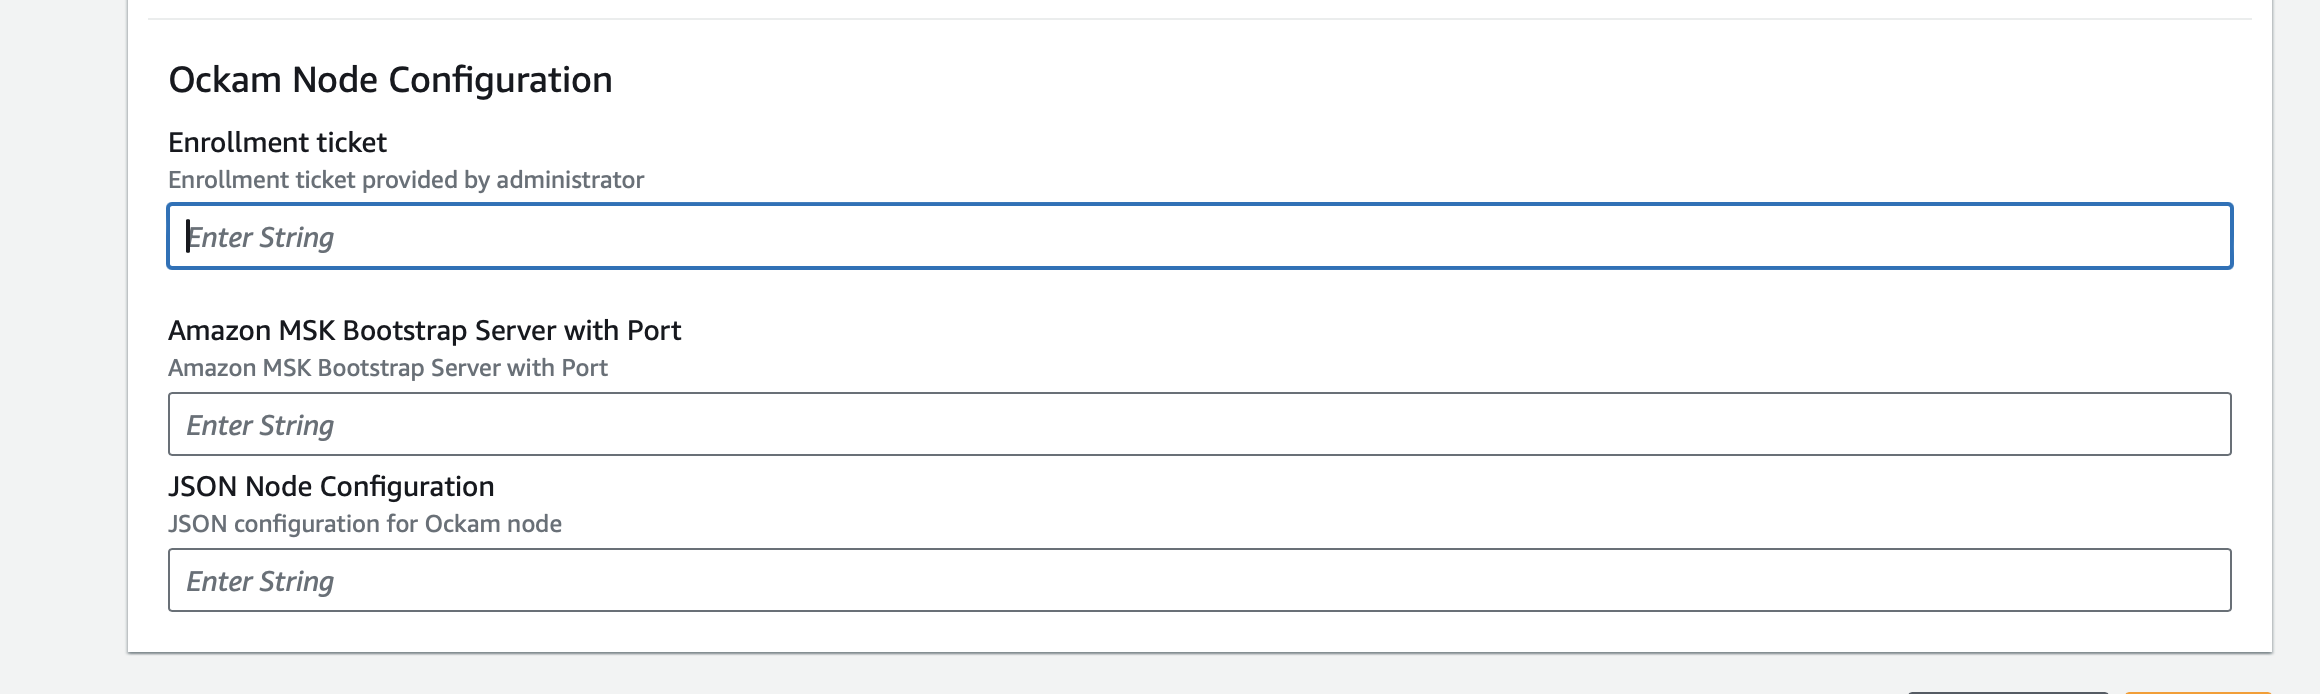 Ockam Node Configuration
Enrollment ticket
Enrollment ticket provided by administrator
Enter String
Amazon MSK Bootstrap Server with Port
Amazon MSK Bootstrap Server with Port
Enter String
JSON Node Configuration
JSON configuration for Ockam node
Enter String